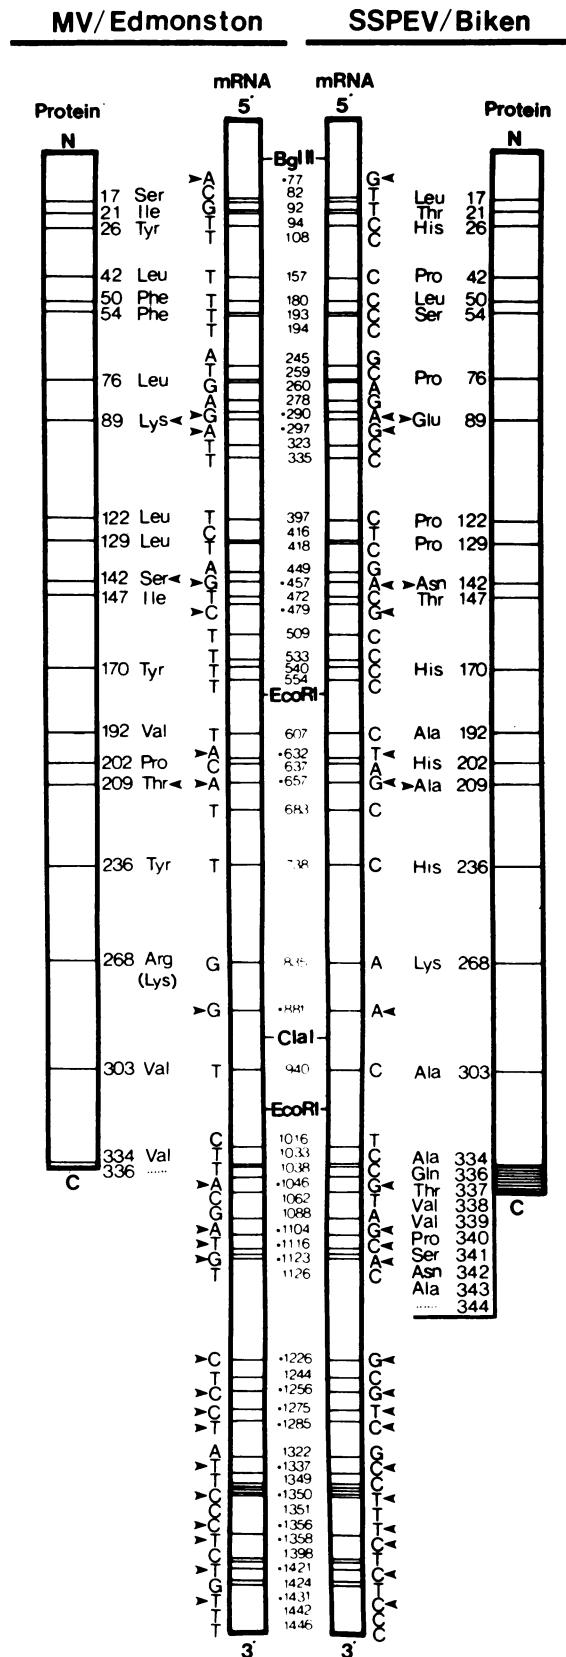 MV/Edmonston SSPEV/Biken
mRNA mRNA
Protein 5' 5' Protein
N N
Bgl II
➤A •77 G◄
17 Ser C 82 T Leu 17
21 Ile G 92 T Thr 21
26 Tyr T 94 C His 26
T 108 C
42 Leu T 157 C Pro 42
50 Phe T 180 C Leu 50
54 Phe T 193 C Ser 54
T 194 C
A 245 G
T 259 C
76 Leu G 260 A Pro 76
A 278 G
89 Lys◄ ➤G •290 A◄ ➤Glu 89
➤A •297 G◄
T 323 C
T 335 C
122 Leu T 397 C Pro 122
C 416 T
129 Leu T 418 C Pro 129
A 449 G
142 Ser◄ ➤G •457 A◄ ➤Asn 142
147 Ile T 472 C Thr 147
➤C •479 G◄
T 509 C
T 533 C
170 Tyr T 540 C His 170
T 554 C
EcoRI
192 Val T 607 C Ala 192
➤A •632 T◄
202 Pro C 637 A His 202
209 Thr◄ ➤A •657 G◄ ➤Ala 209
T 683 C
236 Tyr T 738 C His 236
268 Arg G 835 A Lys 268
(Lys)
➤G •881 A◄
ClaI
303 Val T 940 C Ala 303
EcoRI
C 1016 T
334 Val T 1033 C Ala 334
336 ...... T 1038 C Gln 336
C ➤A •1046 G◄ Thr 337
C 1062 T Val 338 C
G 1088 A Val 339
➤A •1104 G◄ Pro 340
➤T •1116 C◄ Ser 341
➤G •1123 A◄ Asn 342
T 1126 C Ala 343
...... 344
➤C •1226 G◄
T 1244 C
➤C •1256 G◄
➤C •1275 T◄
➤T •1285 C◄
A 1322 G
➤T •1337 C◄
T 1349 C
➤C •1350 T◄
C 1351 T
➤C •1356 T◄
➤T •1358 C◄
C 1398 T
➤T •1421 C◄
G 1424 T
➤T •1431 C◄
T 1442 C
T 1446 C
3' 3'